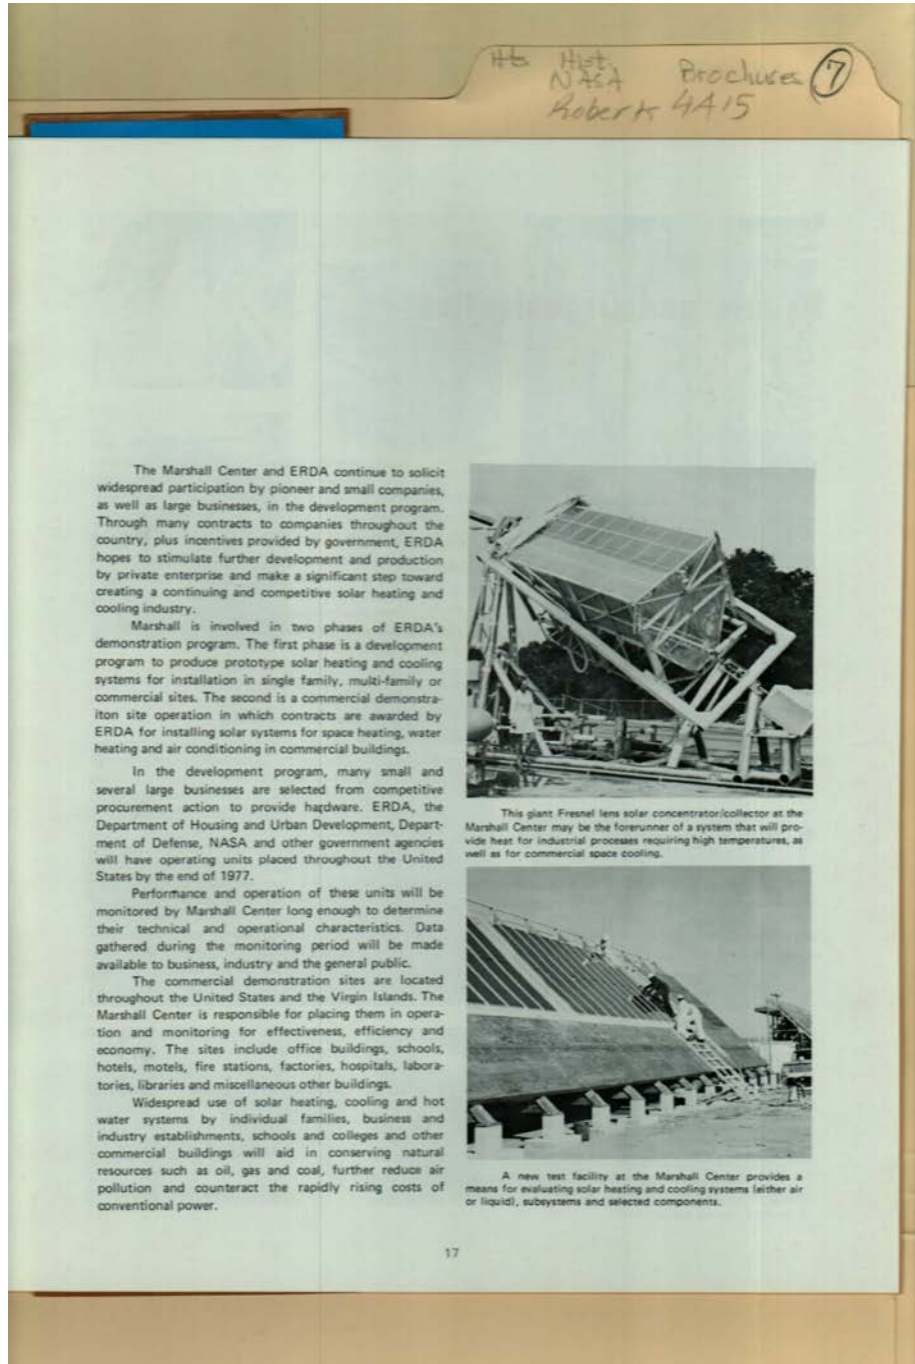 Hts Hist.
NASA Brochures 7
Roberts 4A15
The Marshall Center and ERDA continue to solicit
widespread participation by pioneer and small companies,
as well as large businesses, in the development program.
Through many contracts to companies throughout the
country, plus incentives provided by government, ERDA
hopes to stimulate further development and production
by private enterprise and make a significant step toward
creating a continuing and competitive solar heating and
cooling industry.
Marshall is involved in two phases of ERDA's
demonstration program. The first phase is a development
program to produce prototype solar heating and cooling
systems for installation in single family, multi-family or
commercial sites. The second is a commercial demonstra-
iton site operation in which contracts are awarded by
ERDA for installing solar systems for space heating, water
heating and air conditioning in commercial buildings.
In the development program, many small and
several large businesses are selected from competitive
procurement action to provide hardware. ERDA, the
Department of Housing and Urban Development, Depart-
ment of Defense, NASA and other government agencies
will have operating units placed throughout the United
States by the end of 1977.
Performance and operation of these units will be
monitored by Marshall Center long enough to determine
their technical and operational characteristics. Data
gathered during the monitoring period will be made
available to business, industry and the general public.
The commercial demonstration sites are located
throughout the United States and the Virgin Islands. The
Marshall Center is responsible for placing them in opera-
tion and monitoring for effectiveness, efficiency and
economy. The sites include office buildings, schools,
hotels, motels, fire stations, factories, hospitals, labora-
tories, libraries and miscellaneous other buildings.
Widespread use of solar heating, cooling and hot
water systems by individual families, business and
industry establishments, schools and colleges and other
commercial buildings will aid in conserving natural
resources such as oil, gas and coal, further reduce air
pollution and counteract the rapidly rising costs of
conventional power.
This giant Fresnel lens solar concentrator/collector at the
Marshall Center may be the forerunner of a system that will pro-
vide heat for industrial processes requiring high temperatures, as
well as for commercial space cooling.
A new test facility at the Marshall Center provides a
means for evaluating solar heating and cooling systems (either air
or liquid), subsystems and selected components.
17